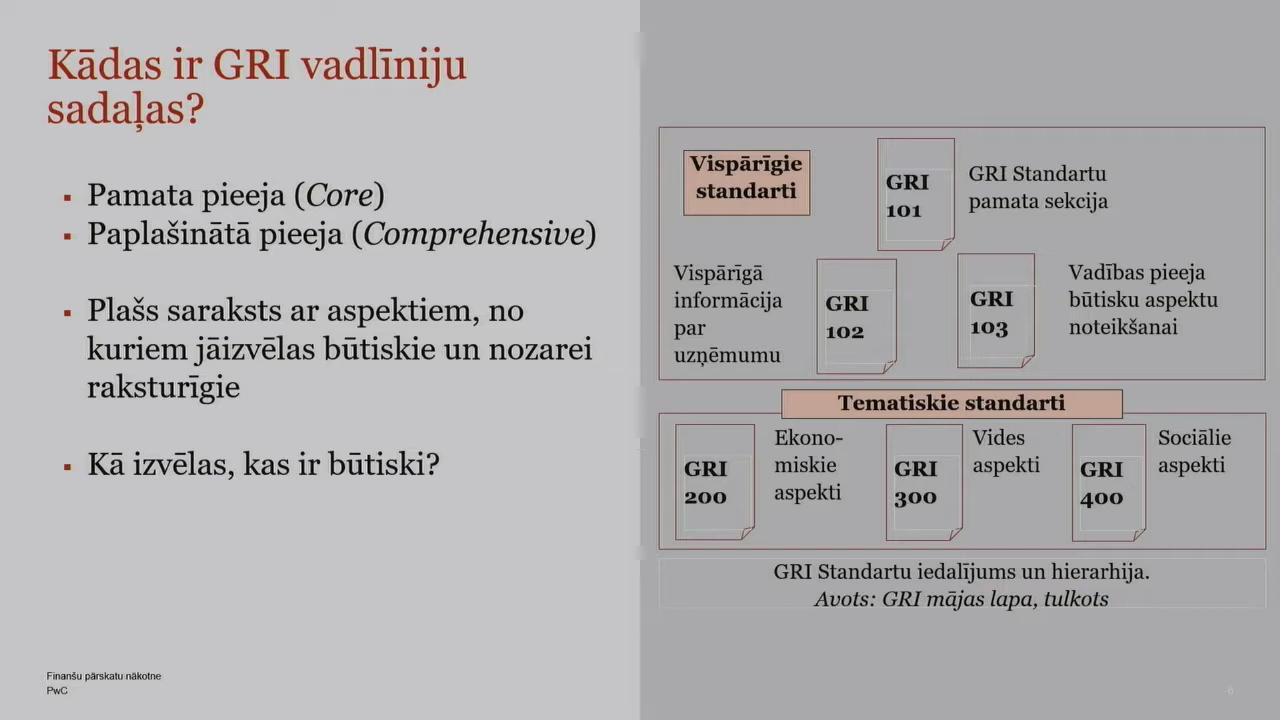 Kādas ir GRI vadlīniju
sadaļas?
▪ Pamata pieeja (Core)
▪ Paplašinātā pieeja (Comprehensive)
▪ Plašs saraksts ar aspektiem, no
kuriem jāizvēlas būtiskie un nozarei
raksturīgie
▪ Kā izvēlas, kas ir būtiski?
Vispārīgie
standarti
GRI
101
GRI Standartu
pamata sekcija
Vispārīgā
informācija
par
uzņēmumu
GRI
102
GRI
103
Vadības pieeja
būtisku aspektu
noteikšanai
Tematiskie standarti
GRI
200
Ekono-
miskie
aspekti
GRI
300
Vides
aspekti
GRI
400
Sociālie
aspekti
GRI Standartu iedalījums un hierarhija.
Avots: GRI mājas lapa, tulkots
Finanšu pārskatu nākotne
PwC
6